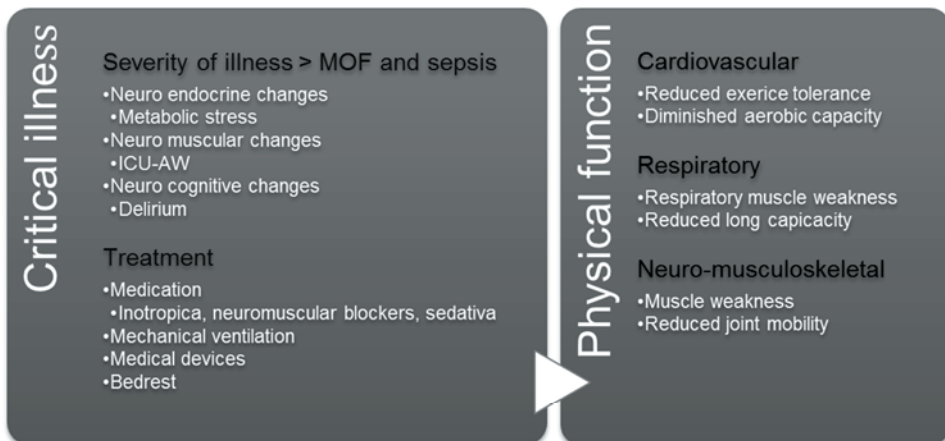 Critical illness
Severity of illness > MOF and sepsis
•Neuro endocrine changes
•Metabolic stress
•Neuro muscular changes
•ICU-AW
•Neuro cognitive changes
•Delirium
Treatment
•Medication
•Inotropica, neuromuscular blockers, sedativa
•Mechanical ventilation
•Medical devices
•Bedrest
Physical function
Cardiovascular
•Reduced exerice tolerance
•Diminished aerobic capacity
Respiratory
•Respiratory muscle weakness
•Reduced long capicacity
Neuro-musculoskeletal
•Muscle weakness
•Reduced joint mobility